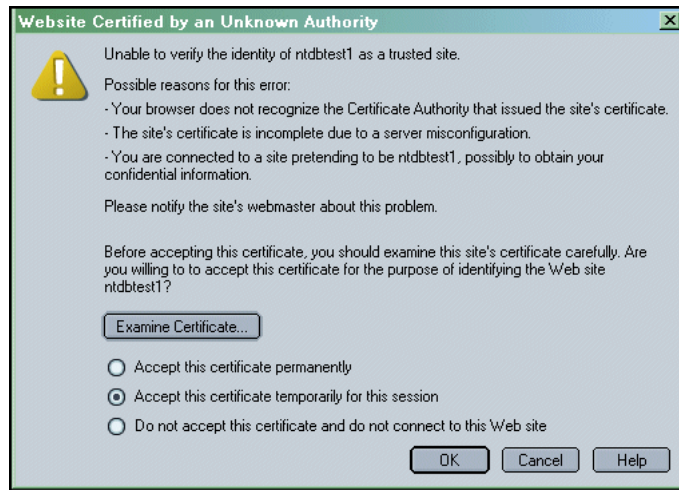 Website Certified by an Unknown Authority
Unable to verify the identity of ntdbtest1 as a trusted site.
Possible reasons for this error:
- Your browser does not recognize the Certificate Authority that issued the site's certificate.
- The site's certificate is incomplete due to a server misconfiguration.
- You are connected to a site pretending to be ntdbtest1, possibly to obtain your
confidential information.
Please notify the site's webmaster about this problem.
Before accepting this certificate, you should examine this site's certificate carefully. Are
you willing to to accept this certificate for the purpose of identifying the Web site
ntdbtest1?
Examine Certificate...
Accept this certificate permanently
Accept this certificate temporarily for this session
Do not accept this certificate and do not connect to this Web site
OK Cancel Help